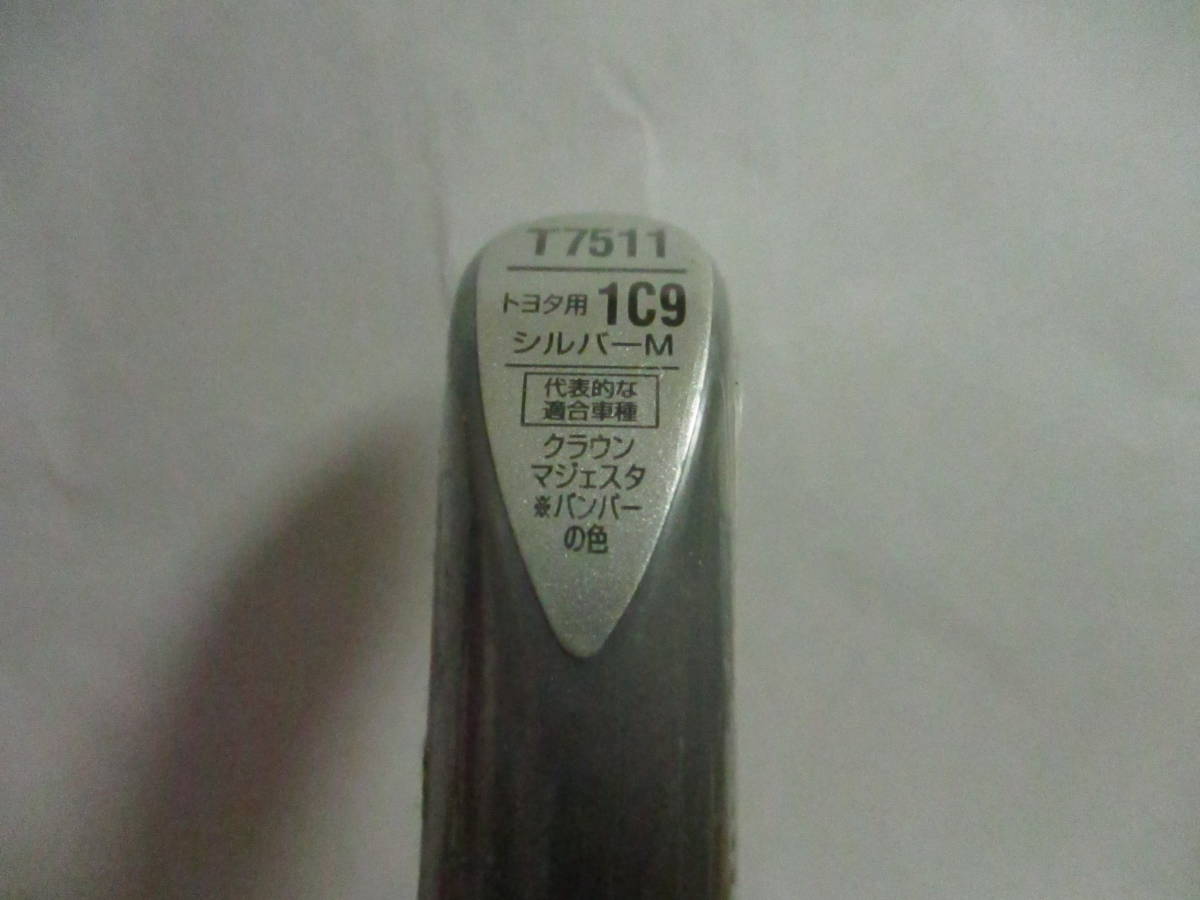 T7511
トヨタ用 1C9
シルバーM
代表的な
適合車種
クラウン
マジェスタ
※バンパー
の色